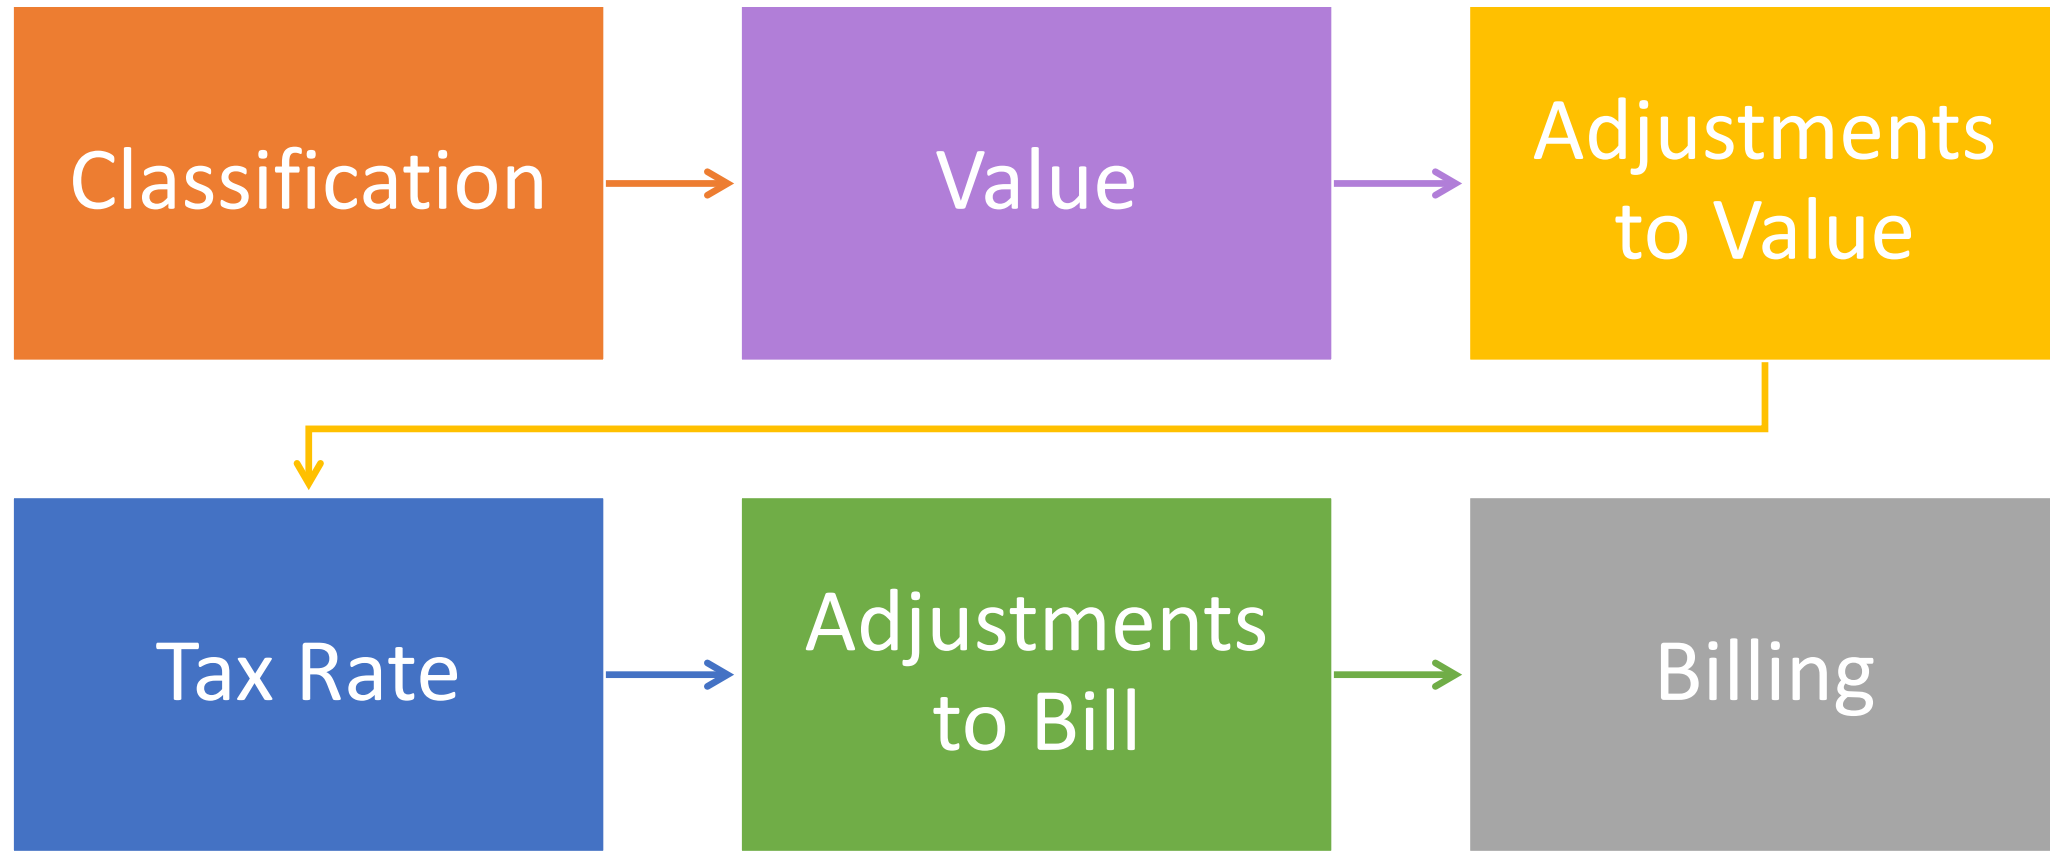 Classification
Value
Adjustments
to Value
Tax Rate
Adjustments
to Bill
Billing